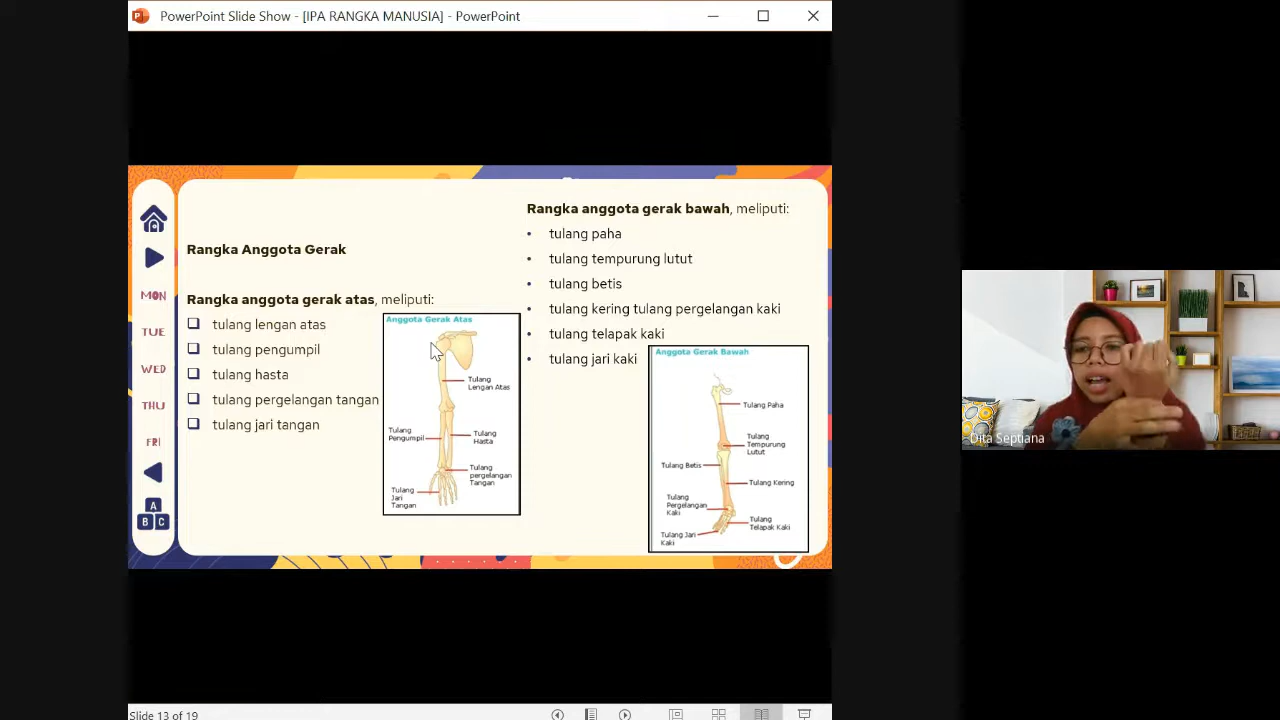 PowerPoint Slide Show - [IPA RANGKA MANUSIA] - PowerPoint
MON
TUE
WED
THU
FRI
A
B C
Rangka Anggota Gerak
Rangka anggota gerak atas, meliputi:
tulang lengan atas
tulang pengumpil
tulang hasta
tulang pergelangan tangan
tulang jari tangan
Anggota Gerak Atas
Tulang
Lengan Atas
Tulang
Pengumpil
Tulang
Hasta
Tulang
pergelangan
Tangan
Tulang
Jari
Tangan
Rangka anggota gerak bawah, meliputi:
tulang paha
tulang tempurung lutut
tulang betis
tulang kering tulang pergelangan kaki
tulang telapak kaki
tulang jari kaki
Anggota Gerak Bawah
Tulang Paha
Tulang
Tempurung
Lutut
Tulang Betis
Tulang Kering
Tulang
Pergelangan
Kaki
Tulang
Telapak Kaki
Tulang Jari
Kaki
Dita Septiana
Slide 13 of 19